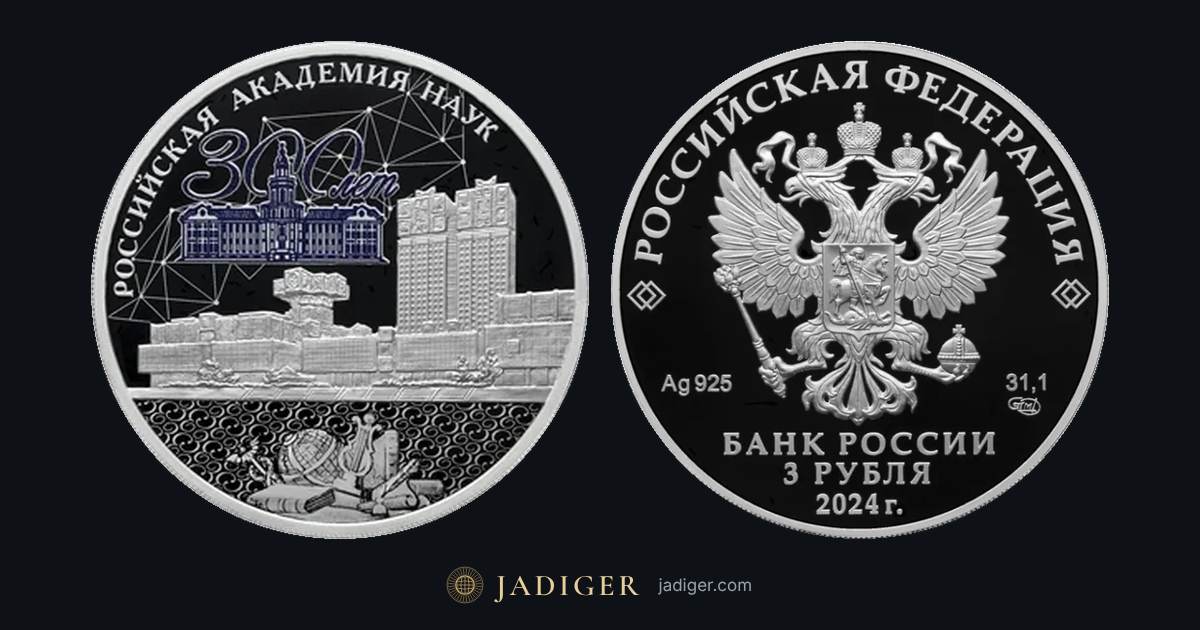 РОССИЙСКАЯ АКАДЕМИЯ НАУК
300 лет
РОССИЙСКАЯ ФЕДЕРАЦИЯ
Ag 925
31,1
БАНК РОССИИ
3 РУБЛЯ
2024 г.
JADIGER
jadiger.com